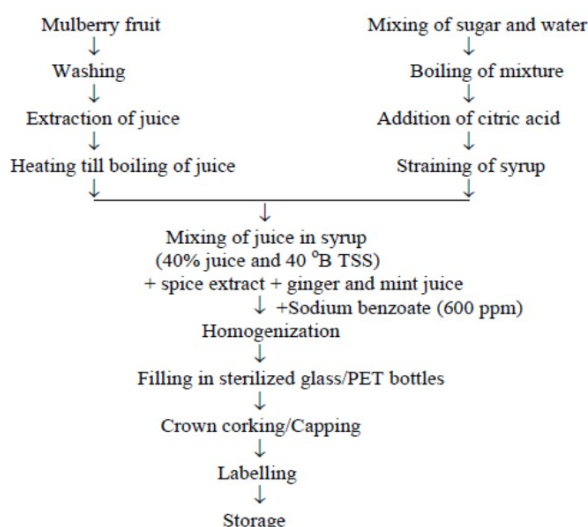 Mulberry fruit
↓
Washing
↓
Extraction of juice
↓
Heating till boiling of juice
↓
Mixing of sugar and water
↓
Boiling of mixture
↓
Addition of citric acid
↓
Straining of syrup
↓
↓
Mixing of juice in syrup
(40% juice and 40 °B TSS)
+ spice extract + ginger and mint juice
↓ +Sodium benzoate (600 ppm)
Homogenization
↓
Filling in sterilized glass/PET bottles
↓
Crown corking/Capping
↓
Labelling
↓
Storage